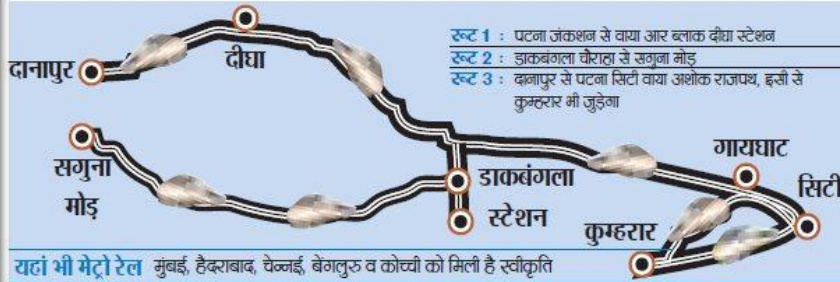 रूट 1 : पटना जंकशन से वाया आर ब्लाक दीघा स्टेशन
रूट 2 : डाकबंगला चौराहा से सगुना मोड़
रूट 3 : दानापुर से पटना सिटी वाया अशोक राजपथ, इसी से
कुम्हरार भी जुड़ेगा
दानापुर
दीघा
सगुना
मोड़
डाकबंगला
स्टेशन
गायघाट
सिटी
कुम्हरार
यहां भी मेट्रो रेल मुंबई, हैदराबाद, चेन्नई, बेंगलुरु व कोच्ची को मिली है स्वीकृति